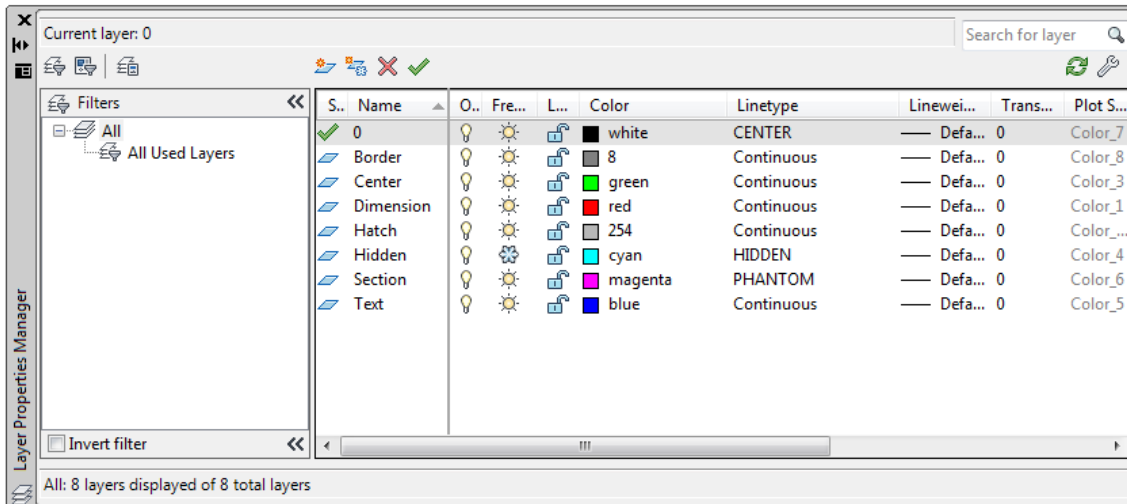 Current layer: 0
Search for layer
Filters
All
All Used Layers
Invert filter
S.. Name O.. Fre... L... Color Linetype Linewei... Trans... Plot S...
0 white CENTER Defa... 0 Color_7
Border 8 Continuous Defa... 0 Color_8
Center green Continuous Defa... 0 Color_3
Dimension red Continuous Defa... 0 Color_1
Hatch 254 Continuous Defa... 0 Color_...
Hidden cyan HIDDEN Defa... 0 Color_4
Section magenta PHANTOM Defa... 0 Color_6
Text blue Continuous Defa... 0 Color_5
Layer Properties Manager
All: 8 layers displayed of 8 total layers